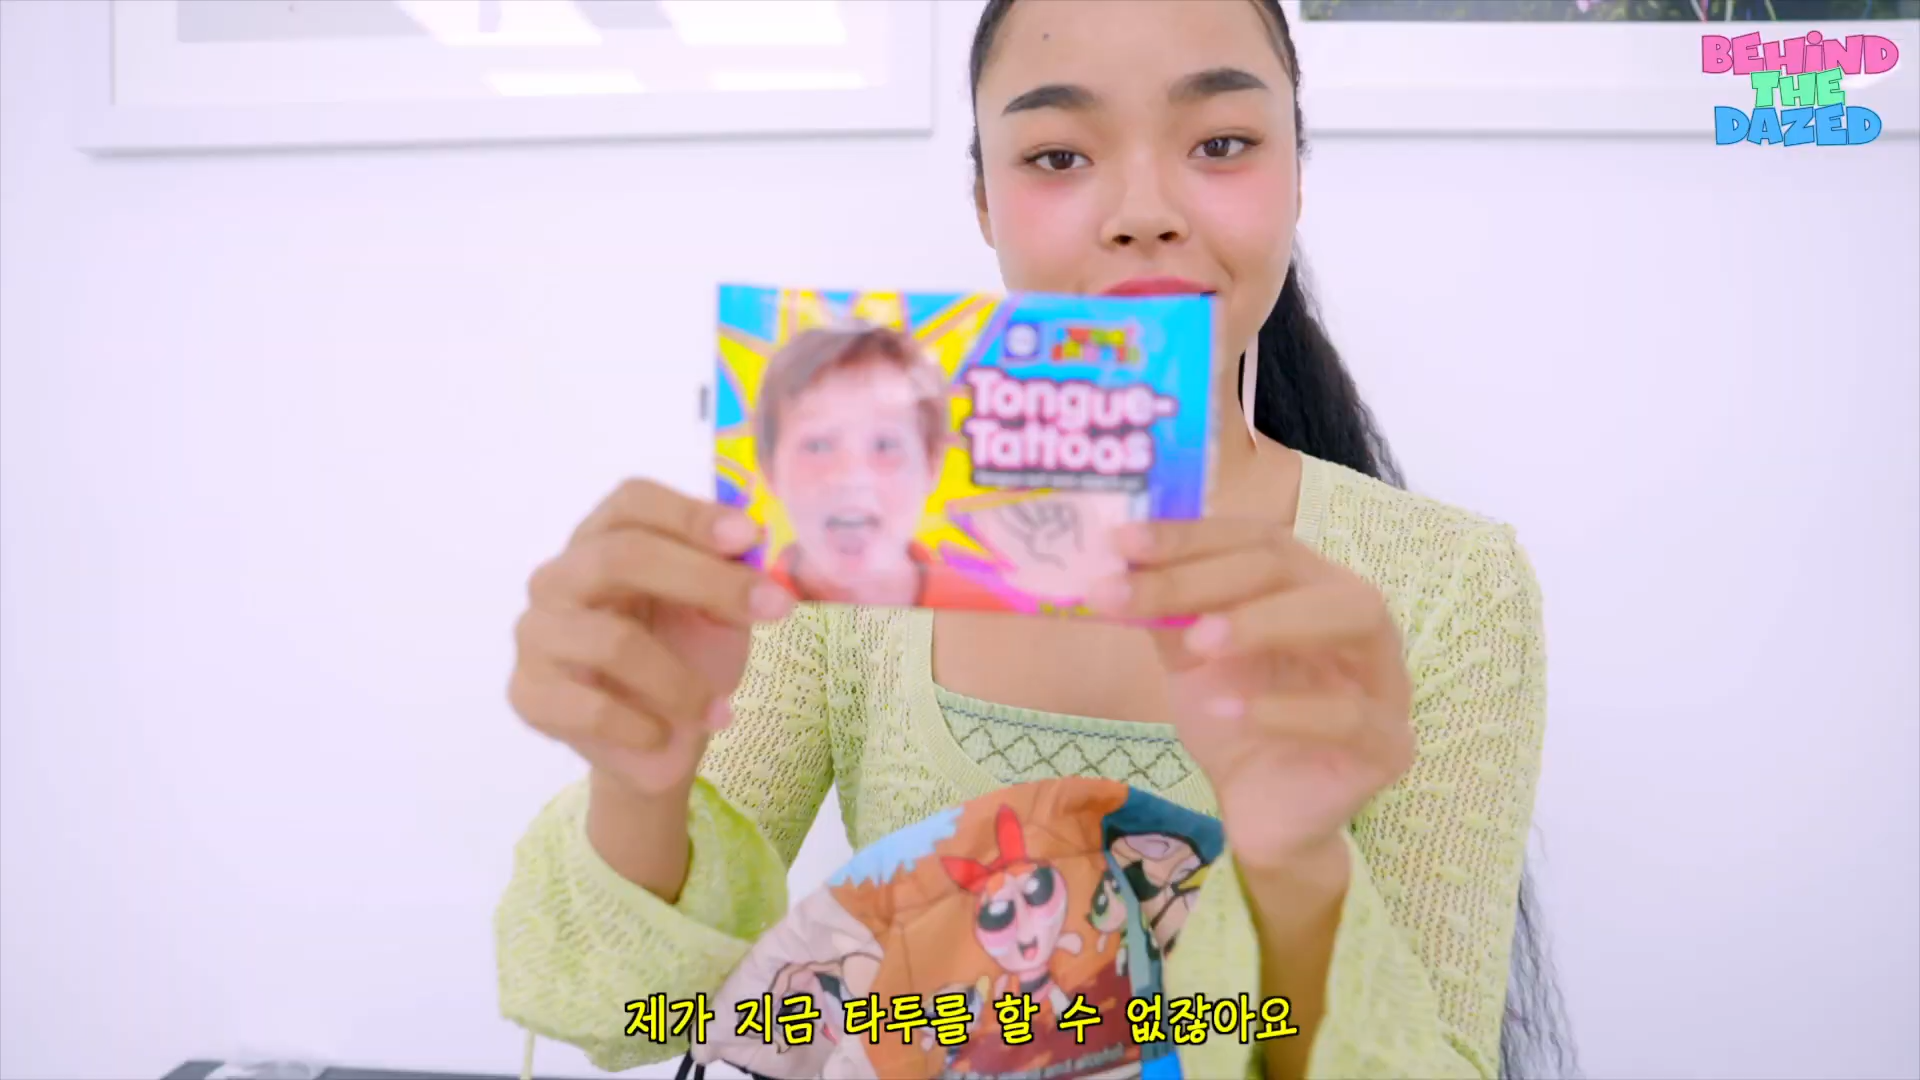 BEHIND
THE
DAZED
Tongue-
Tattoos
제가 지금 타투를 할 수 없잖아요